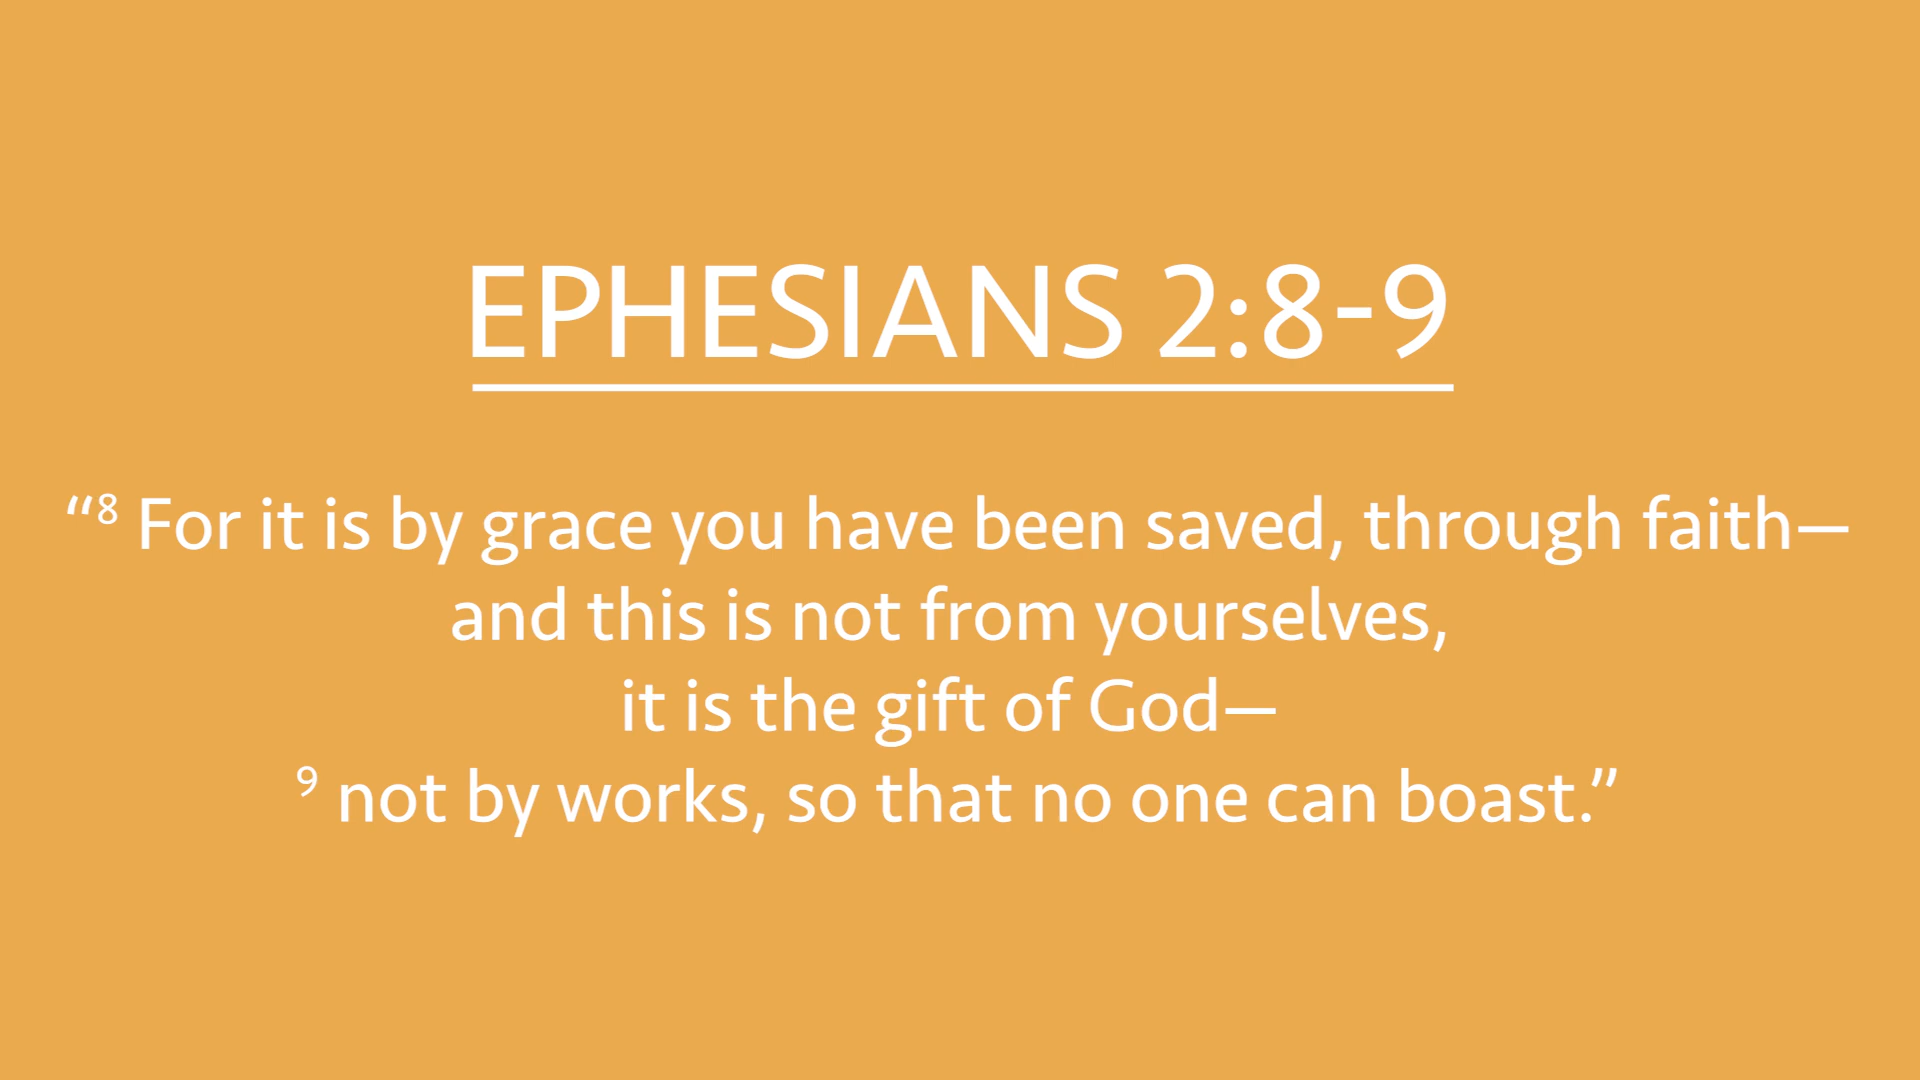 EPHESIANS 2:8-9
“⁸ For it is by grace you have been saved, through faith—
and this is not from yourselves,
it is the gift of God—
⁹ not by works, so that no one can boast.”